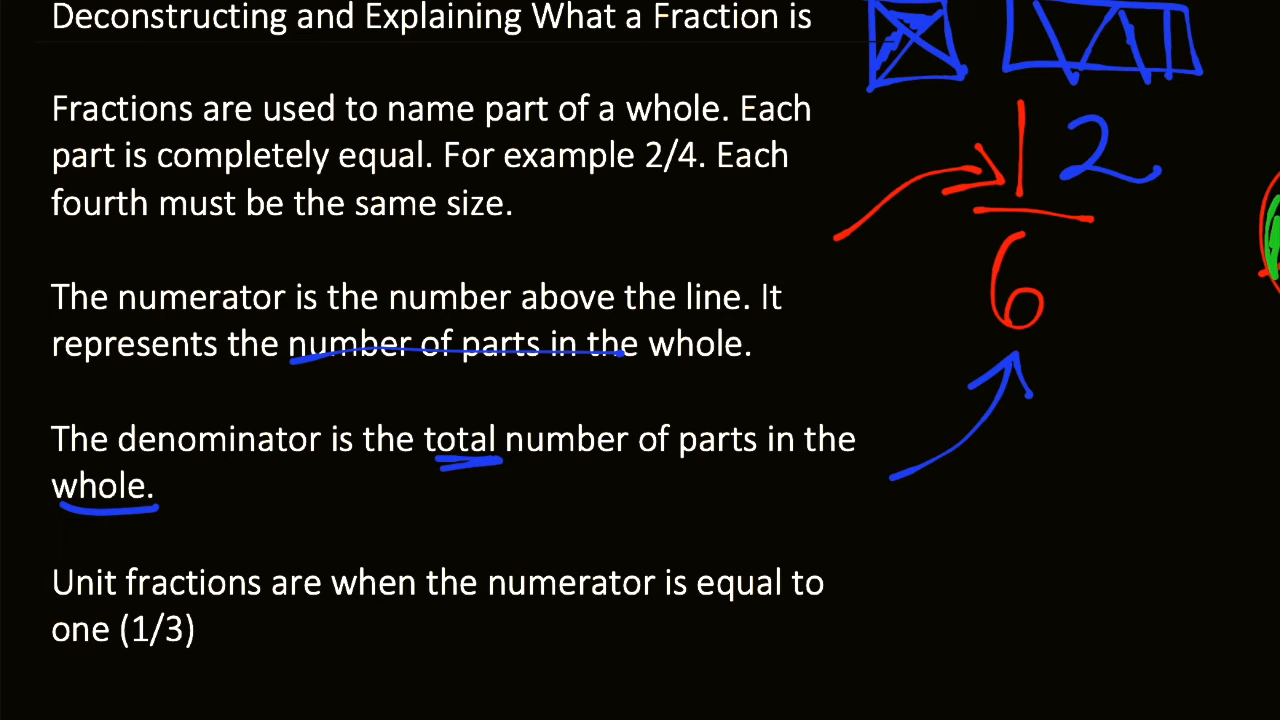 Deconstructing and Explaining What a Fraction is
Fractions are used to name part of a whole. Each
part is completely equal. For example 2/4. Each
fourth must be the same size.
The numerator is the number above the line. It
represents the number of parts in the whole.
The denominator is the total number of parts in the
whole.
Unit fractions are when the numerator is equal to
one (1/3)
1 2
6